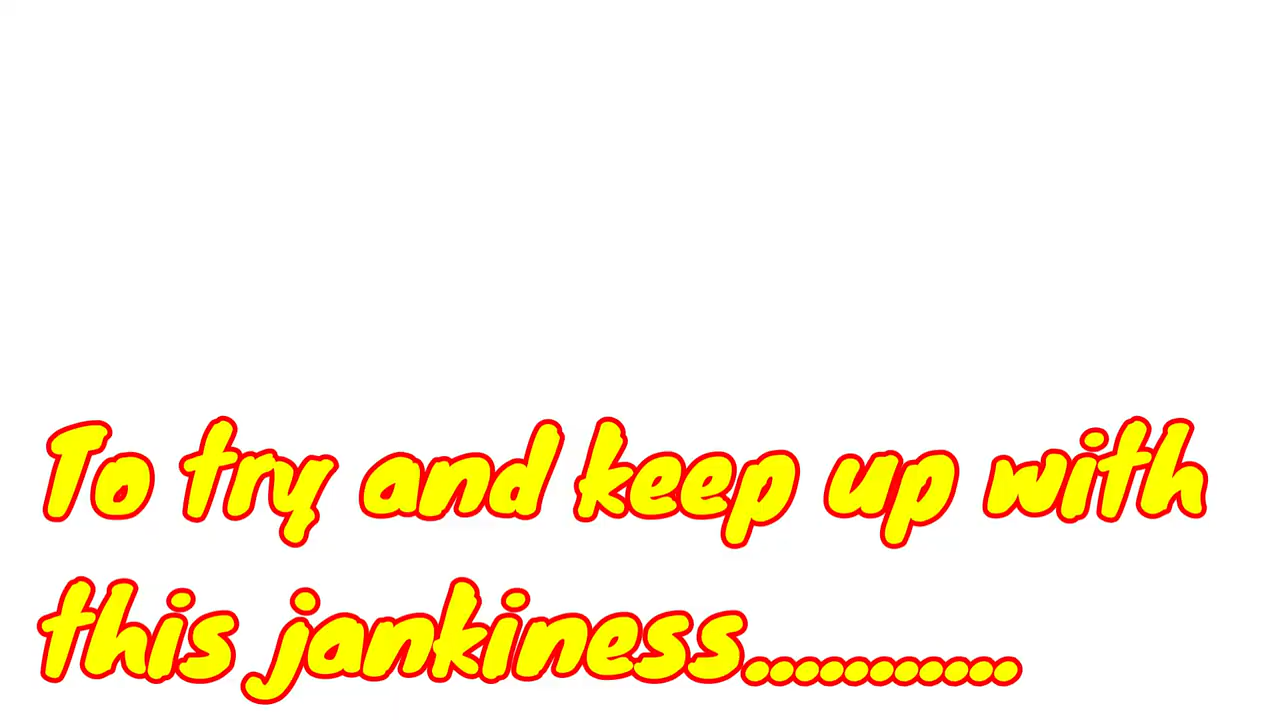 To try and keep up with
this jankiness...........